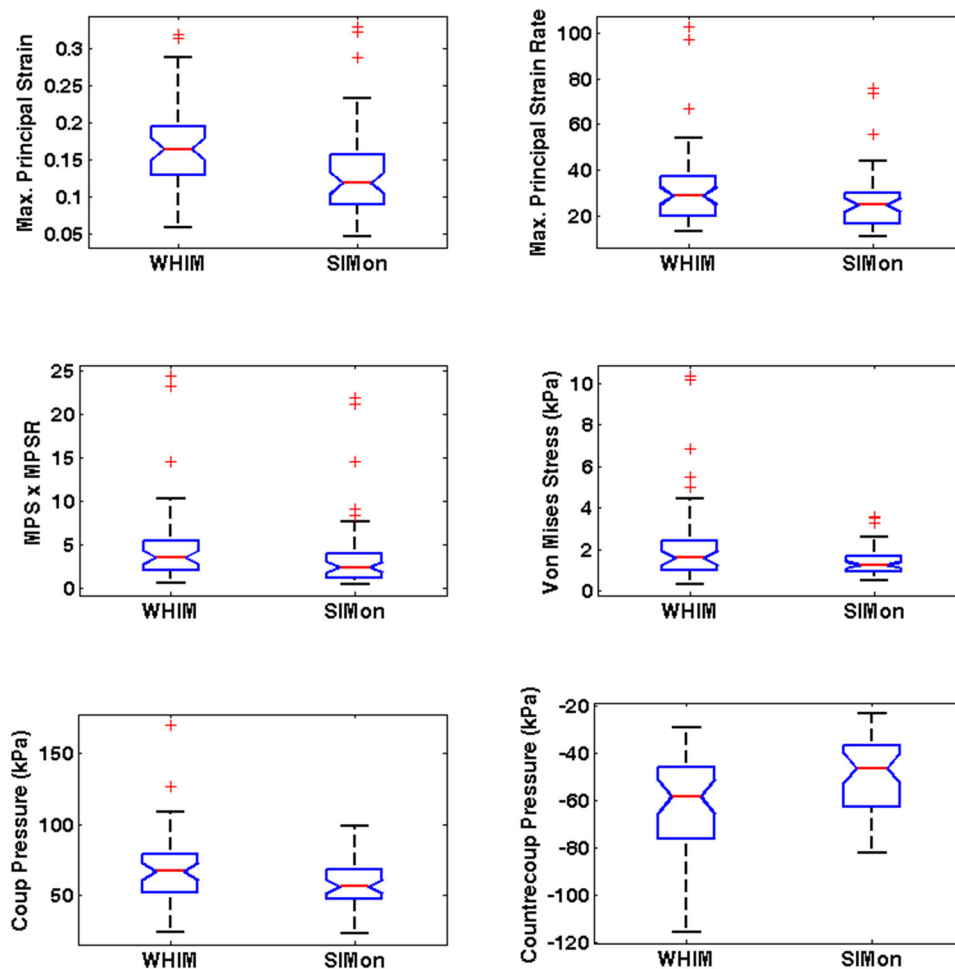 Max. Principal Strain
0.3
0.25
0.2
0.15
0.1
0.05
WHIM
SIMon
Max. Principal Strain Rate
100
80
60
40
20
WHIM
SIMon
MPS x MPSR
25
20
15
10
5
0
WHIM
SIMon
Von Mises Stress (kPa)
10
8
6
4
2
0
WHIM
SIMon
Coup Pressure (kPa)
150
100
50
WHIM
SIMon
Countrecoup Pressure (kPa)
-20
-40
-60
-80
-100
-120
WHIM
SIMon